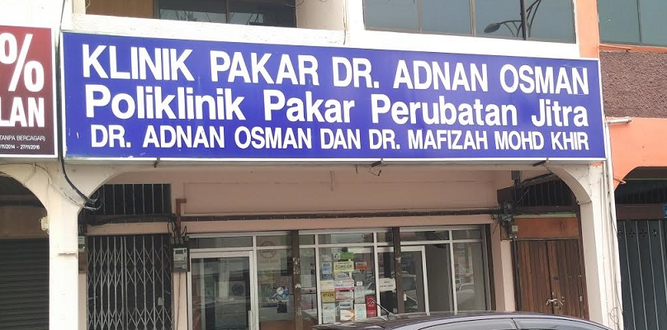 KLINIK PAKAR DR. ADNAN OSMAN
Poliklinik Pakar Perubatan Jitra
DR. ADNAN OSMAN DAN DR. MAFIZAH MOHD KHIR
%
LAN